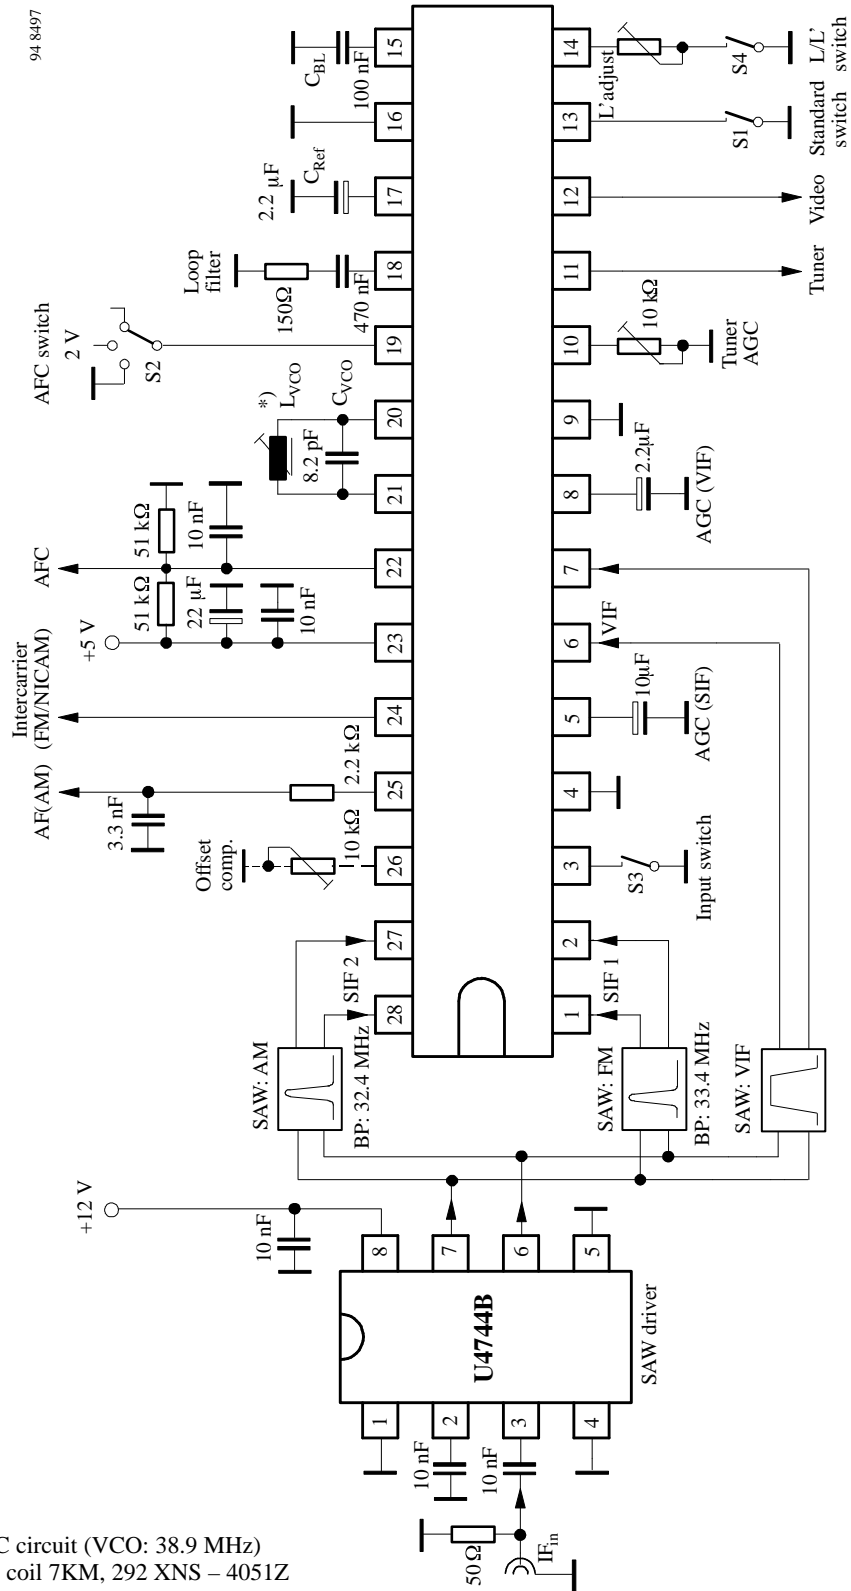 94 8497
C_BL
100 nF
2.2 µF
C_Ref
Loop
filter
150Ω
470 nF
AFC switch
2 V
S2
*)
L_VCO
C_VCO
8.2 pF
AFC
51 kΩ
10 nF
51 kΩ
22 µF
10 nF
+5 V
Intercarrier
(FM/NICAM)
AF(AM)
3.3 nF
2.2 kΩ
Offset
comp.
10 kΩ
SIF 2
SAW: AM
BP: 32.4 MHz
15
16
17
18
19
20
21
22
23
24
25
26
27
28
14
13
12
11
10
9
8
7
6
5
4
3
2
1
L'adjust
S4
L/L'
switch
S1
Standard
switch
Video
Tuner
10 kΩ
Tuner
AGC
2.2µF
AGC (VIF)
VIF
10µF
AGC (SIF)
S3
Input switch
SIF 1
SAW: FM
BP: 33.4 MHz
SAW: VIF
+12 V
10 nF
8
7
6
5
U4744B
SAW driver
1
2
3
4
10 nF
10 nF
50 Ω
IF_in
C circuit (VCO: 38.9 MHz)
coil 7KM, 292 XNS – 4051Z